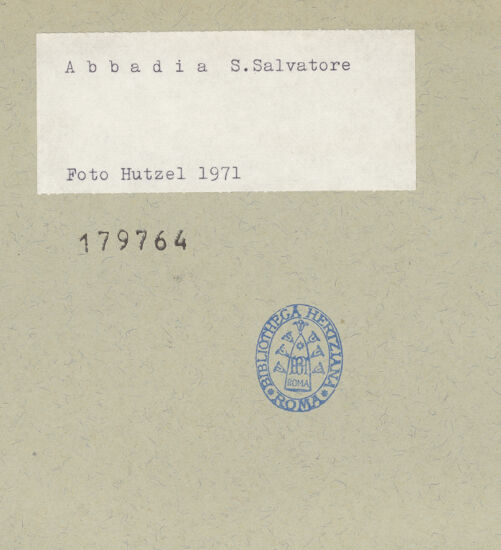 A b b a d i a  S.Salvatore
Foto Hutzel 1971
179764
BIBLIOTHECA HERTZIANA
ROMA
* ROMA *